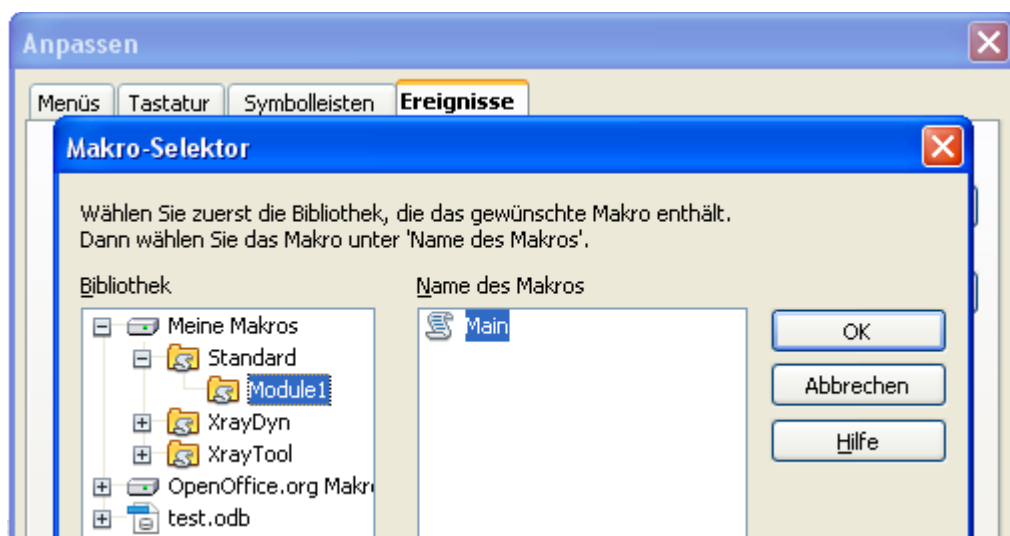 Anpassen
Menüs Tastatur Symbolleisten Ereignisse
Makro-Selektor
Wählen Sie zuerst die Bibliothek, die das gewünschte Makro enthält.
Dann wählen Sie das Makro unter 'Name des Makros'.
Bibliothek Name des Makros
Meine Makros Main OK
Standard
Module1 Abbrechen
XrayDyn
XrayTool Hilfe
OpenOffice.org Makr
test.odb